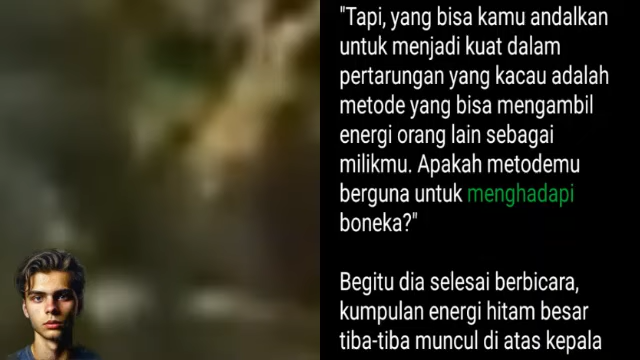 "Tapi, yang bisa kamu andalkan
untuk menjadi kuat dalam
pertarungan yang kacau adalah
metode yang bisa mengambil
energi orang lain sebagai
milikmu. Apakah metodemu
berguna untuk menghadapi
boneka?"
Begitu dia selesai berbicara,
kumpulan energi hitam besar
tiba-tiba muncul di atas kepala